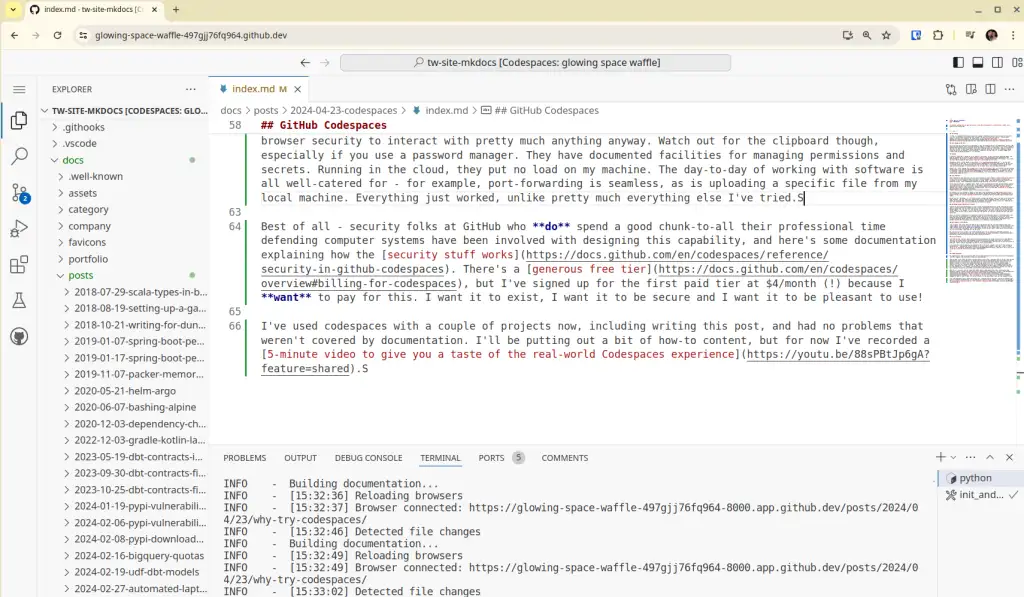 index.md - tw-site-mkdocs [C
glowing-space-waffle-497gjj76fq964.github.dev
tw-site-mkdocs [Codespaces: glowing space waffle]
EXPLORER
TW-SITE-MKDOCS [CODESPACES: GLO...
.githooks
.vscode
docs
.well-known
assets
category
company
favicons
portfolio
posts
2018-07-29-scala-types-in-b...
2018-08-19-setting-up-a-ga...
2018-10-21-writing-for-dun...
2019-01-07-spring-boot-pe...
2019-01-17-spring-boot-pe...
2019-11-07-packer-memor...
2020-05-21-helm-argo
2020-06-07-bashing-alpine
2020-12-03-dependency-ch...
2022-12-03-gradle-kotlin-la...
2023-05-19-dbt-contracts-i...
2023-09-30-dbt-contracts-fi...
2023-10-25-dbt-contracts-fi...
2024-01-19-pypi-vulnerabili...
2024-02-06-pypi-vulnerabili...
2024-02-08-pypi-download...
2024-02-16-bigquery-quotas
2024-02-19-udf-dbt-models
2024-02-27-automated-lapt...
2
index.md M
docs > posts > 2024-04-23-codespaces > index.md > ## GitHub Codespaces
58 ## GitHub Codespaces
browser security to interact with pretty much anything anyway. Watch out for the clipboard though,
especially if you use a password manager. They have documented facilities for managing permissions and
secrets. Running in the cloud, they put no load on my machine. The day-to-day of working with software is
all well-catered for - for example, port-forwarding is seamless, as is uploading a specific file from my
local machine. Everything just worked, unlike pretty much everything else I've tried.S
63
64 Best of all - security folks at GitHub who **do** spend a good chunk-to-all their professional time
defending computer systems have been involved with designing this capability, and here's some documentation
explaining how the [security stuff works](https://docs.github.com/en/codespaces/reference/
security-in-github-codespaces). There's a [generous free tier](https://docs.github.com/en/codespaces/
overview#billing-for-codespaces), but I've signed up for the first paid tier at $4/month (!) because I
**want** to pay for this. I want it to exist, I want it to be secure and I want it to be pleasant to use!
65
66 I've used codespaces with a couple of projects now, including writing this post, and had no problems that
weren't covered by documentation. I'll be putting out a bit of how-to content, but for now I've recorded a
[5-minute video to give you a taste of the real-world Codespaces experience](https://youtu.be/88sPBtJp6gA?
feature=shared).S
PROBLEMS OUTPUT DEBUG CONSOLE TERMINAL PORTS 5 COMMENTS
INFO - Building documentation...
INFO - [15:32:36] Reloading browsers
INFO - [15:32:37] Browser connected: https://glowing-space-waffle-497gjj76fq964-8000.app.github.dev/posts/2024/0
4/23/why-try-codespaces/
INFO - [15:32:46] Detected file changes
INFO - Building documentation...
INFO - [15:32:49] Reloading browsers
INFO - [15:32:49] Browser connected: https://glowing-space-waffle-497gjj76fq964-8000.app.github.dev/posts/2024/0
4/23/why-try-codespaces/
INFO - [15:33:02] Detected file changes
python
init_and...